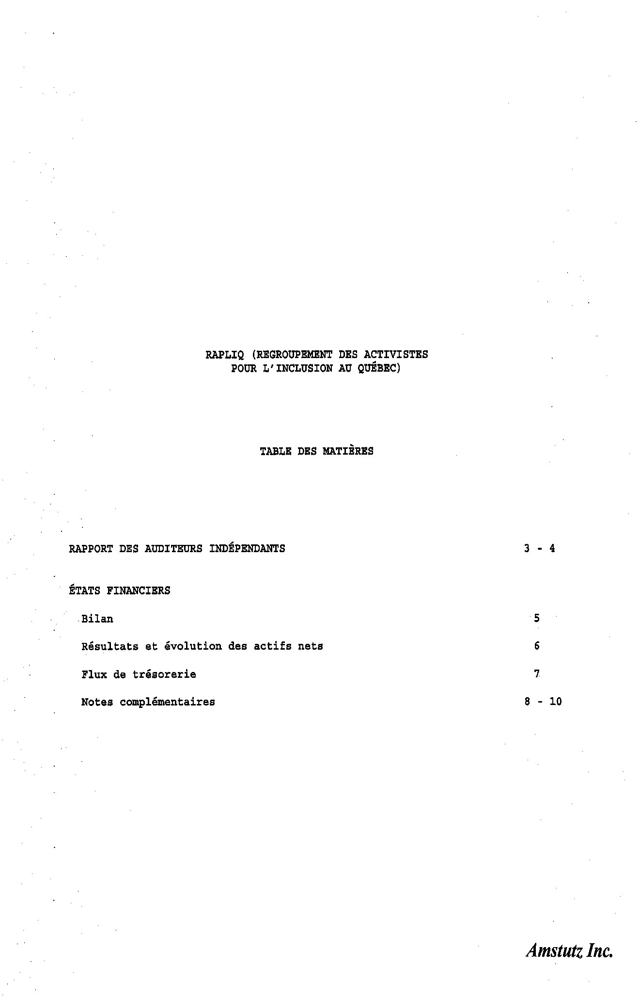 RAPLIQ (REGROUPEMENT DES ACTIVISTES
POUR L'INCLUSION AU QUÉBEC)
TABLE DES MATIÈRES
RAPPORT DES AUDITEURS INDÉPENDANTS 3 - 4
ÉTATS FINANCIERS
Bilan 5
Résultats et évolution des actifs nets 6
Flux de trésorerie 7
Notes complémentaires 8 - 10
Amstutz Inc.